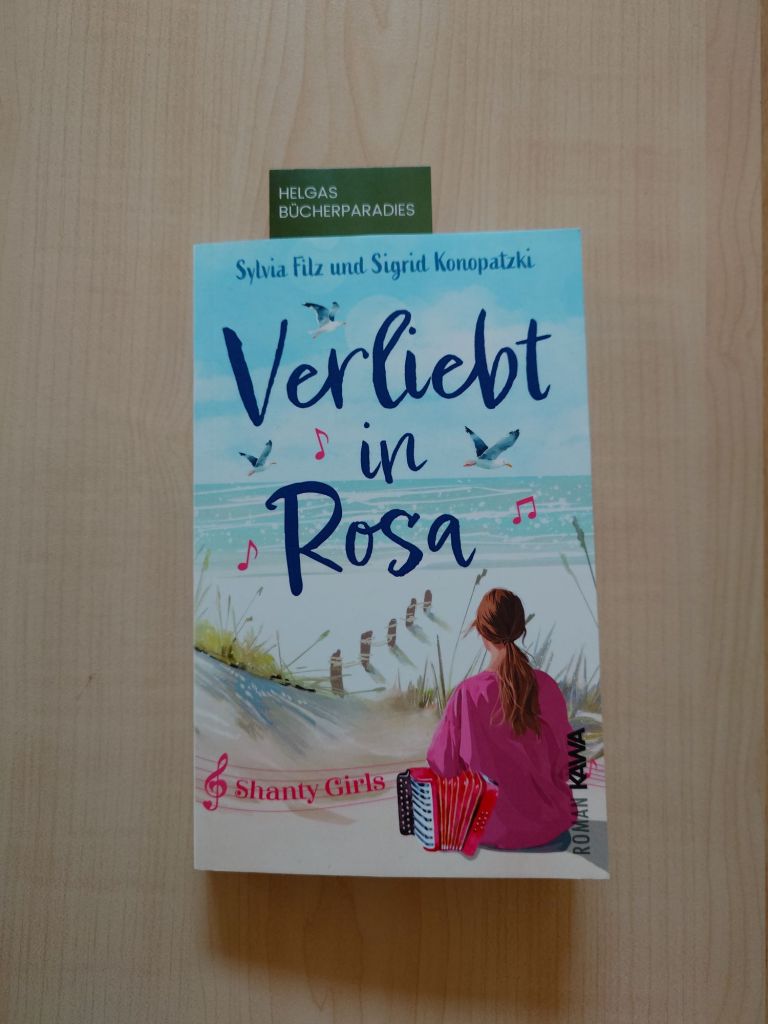 HELGAS
BÜCHERPARADIES
Sylvia Filz und Sigrid Konopatzki
Verliebt
in
Rosa
Shanty Girls
ROMAN KAWA